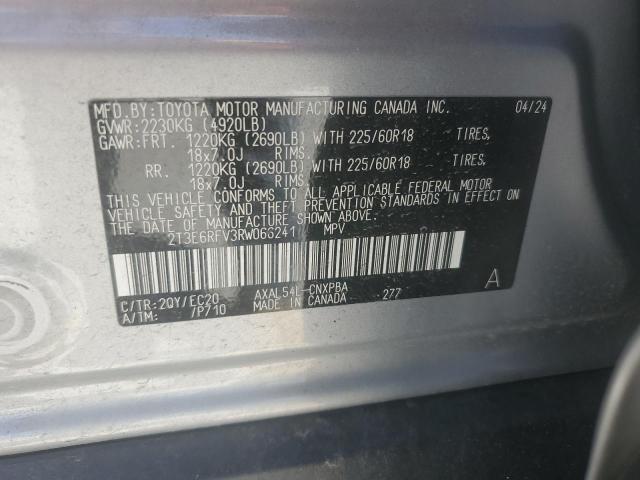 MFD.BY:TOYOTA MOTOR MANUFACTURING CANADA INC. 04/24
GVWR:2230KG (4920LB)
GAWR:FRT. 1220KG (2690LB) WITH 225/60R18 TIRES,
18x7.0J RIMS.
RR. 1220KG (2690LB) WITH 225/60R18 TIRES,
18x7.0J RIMS.
THIS VEHICLE CONFORMS TO ALL APPLICABLE FEDERAL MOTOR
VEHICLE SAFETY AND THEFT PREVENTION STANDARDS IN EFFECT ON
THE DATE OF MANUFACTURE SHOWN ABOVE.
2T3E6RFV3RW063241 MPV
C/TR:20Y/EC20 AXAL54L-CNXPBA 277 A
A/TM: /P710 MADE IN CANADA